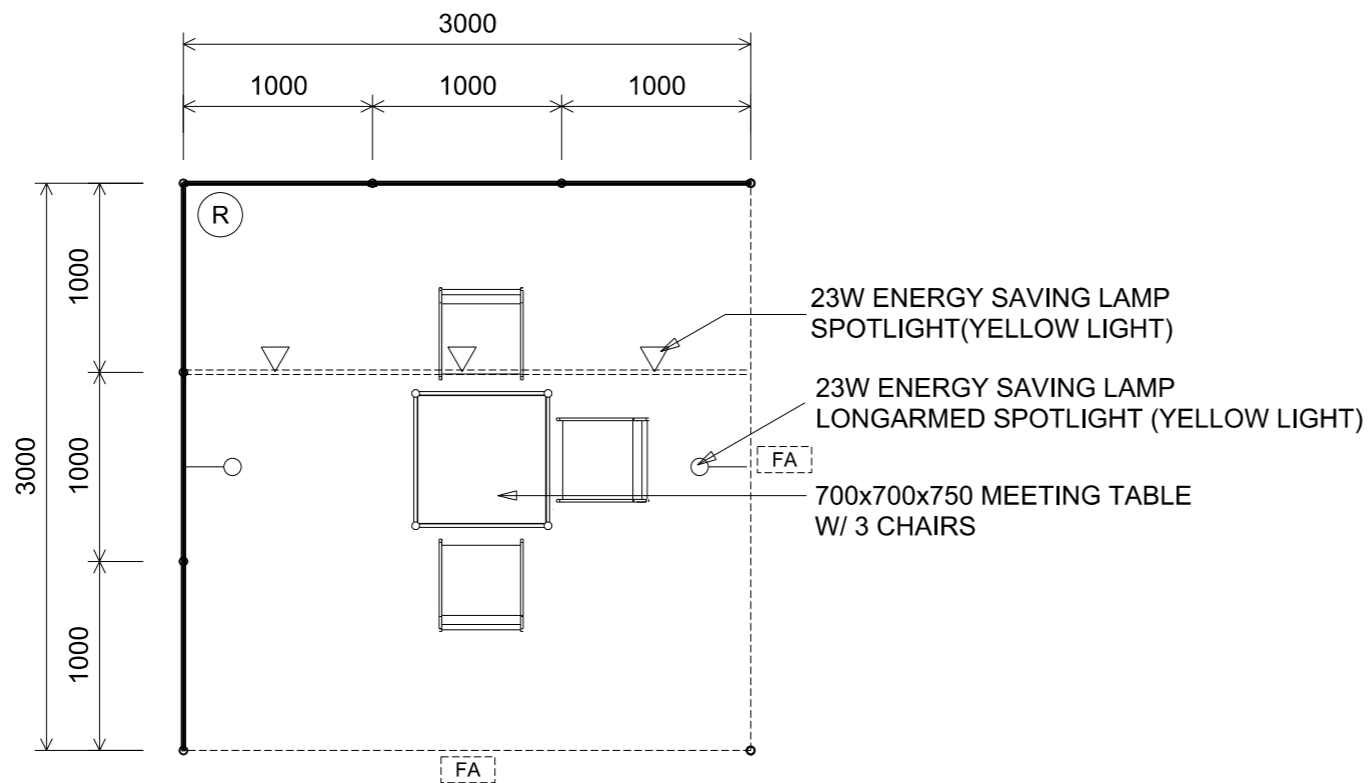 3000
1000 1000 1000
R
1000
23W ENERGY SAVING LAMP
SPOTLIGHT(YELLOW LIGHT)
23W ENERGY SAVING LAMP
LONGARMED SPOTLIGHT (YELLOW LIGHT)
3000
1000
FA
700x700x750 MEETING TABLE
W/ 3 CHAIRS
1000
FA